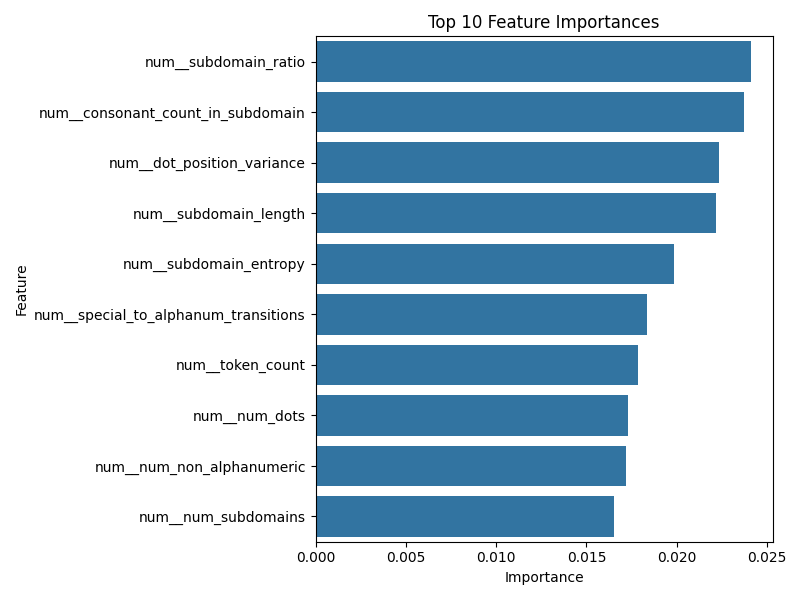 Top 10 Feature Importances
Feature
num__subdomain_ratio
num__consonant_count_in_subdomain
num__dot_position_variance
num__subdomain_length
num__subdomain_entropy
num__special_to_alphanum_transitions
num__token_count
num__num_dots
num__num_non_alphanumeric
num__num_subdomains
0.000 0.005 0.010 0.015 0.020 0.025
Importance